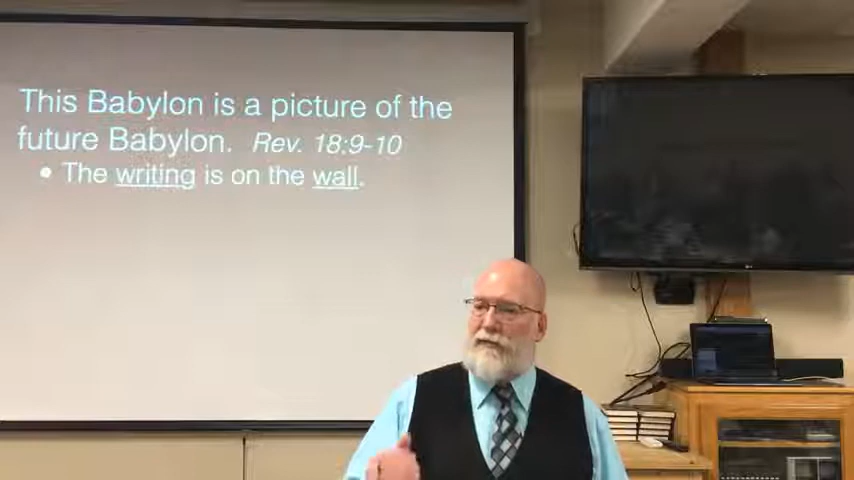 This Babylon is a picture of the
future Babylon. Rev. 18:9-10
• The writing is on the wall.